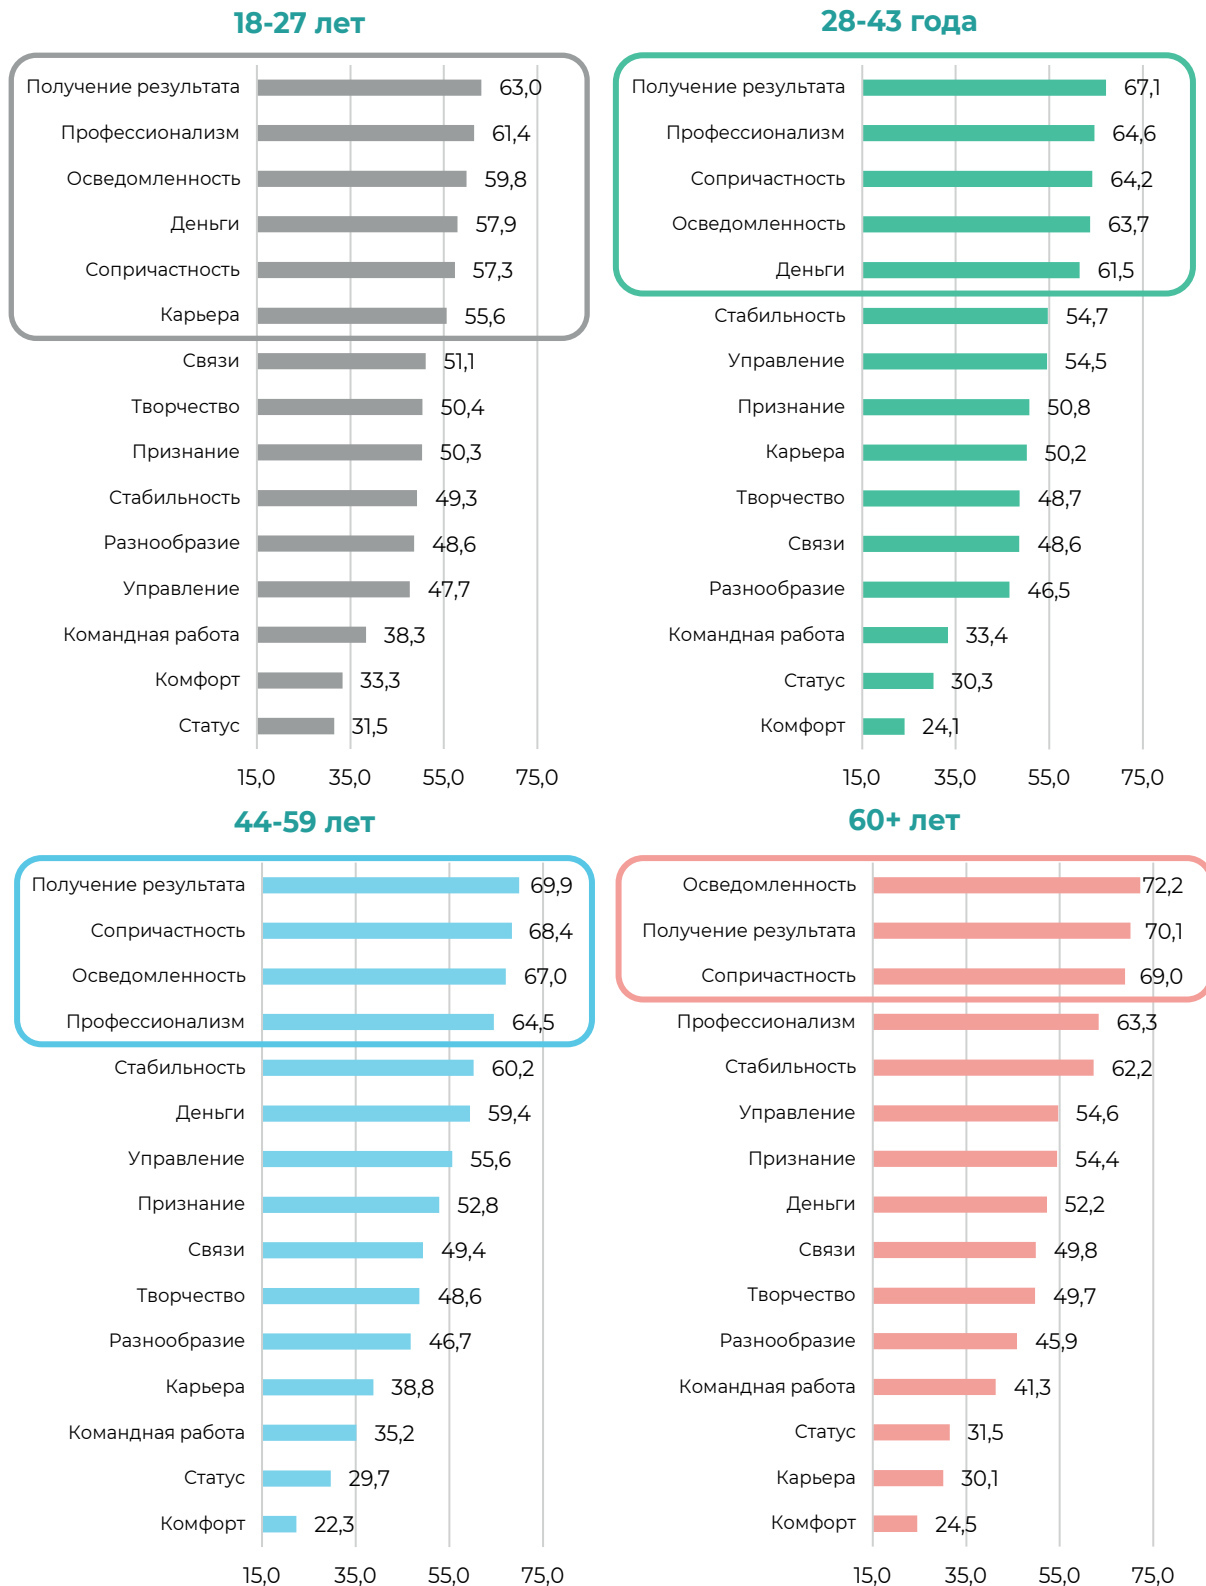 18-27 лет
Получение результата 63,0
Профессионализм 61,4
Осведомленность 59,8
Деньги 57,9
Сопричастность 57,3
Карьера 55,6
Связи 51,1
Творчество 50,4
Признание 50,3
Стабильность 49,3
Разнообразие 48,6
Управление 47,7
Командная работа 38,3
Комфорт 33,3
Статус 31,5
15,0 35,0 55,0 75,0
28-43 года
Получение результата 67,1
Профессионализм 64,6
Сопричастность 64,2
Осведомленность 63,7
Деньги 61,5
Стабильность 54,7
Управление 54,5
Признание 50,8
Карьера 50,2
Творчество 48,7
Связи 48,6
Разнообразие 46,5
Командная работа 33,4
Статус 30,3
Комфорт 24,1
15,0 35,0 55,0 75,0
44-59 лет
Получение результата 69,9
Сопричастность 68,4
Осведомленность 67,0
Профессионализм 64,5
Стабильность 60,2
Деньги 59,4
Управление 55,6
Признание 52,8
Связи 49,4
Творчество 48,6
Разнообразие 46,7
Карьера 38,8
Командная работа 35,2
Статус 29,7
Комфорт 22,3
15,0 35,0 55,0 75,0
60+ лет
Осведомленность 72,2
Получение результата 70,1
Сопричастность 69,0
Профессионализм 63,3
Стабильность 62,2
Управление 54,6
Признание 54,4
Деньги 52,2
Связи 49,8
Творчество 49,7
Разнообразие 45,9
Командная работа 41,3
Статус 31,5
Карьера 30,1
Комфорт 24,5
15,0 35,0 55,0 75,0